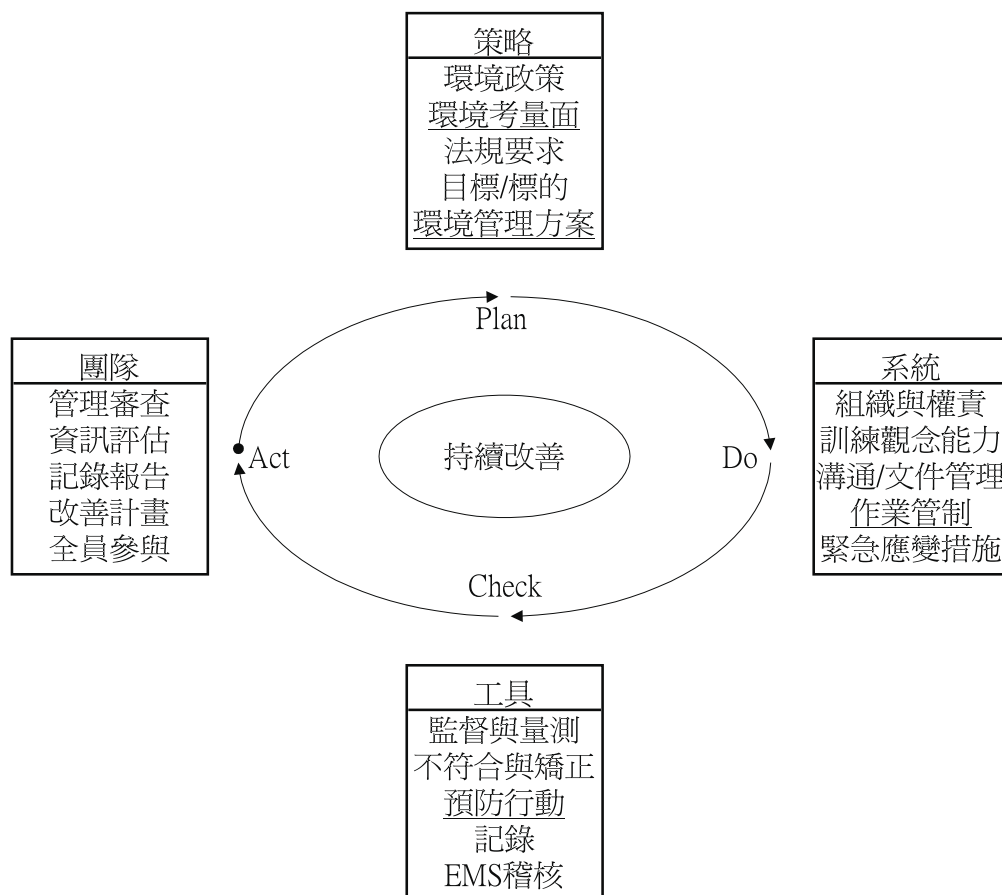 策略
環境政策
環境考量面
法規要求
目標/標的
環境管理方案
Plan
團隊
管理審查
資訊評估
記錄報告
改善計畫
全員參與
Act
持續改善
Do
系統
組織與權責
訓練觀念能力
溝通/文件管理
作業管制
緊急應變措施
Check
工具
監督與量測
不符合與矯正
預防行動
記錄
EMS稽核